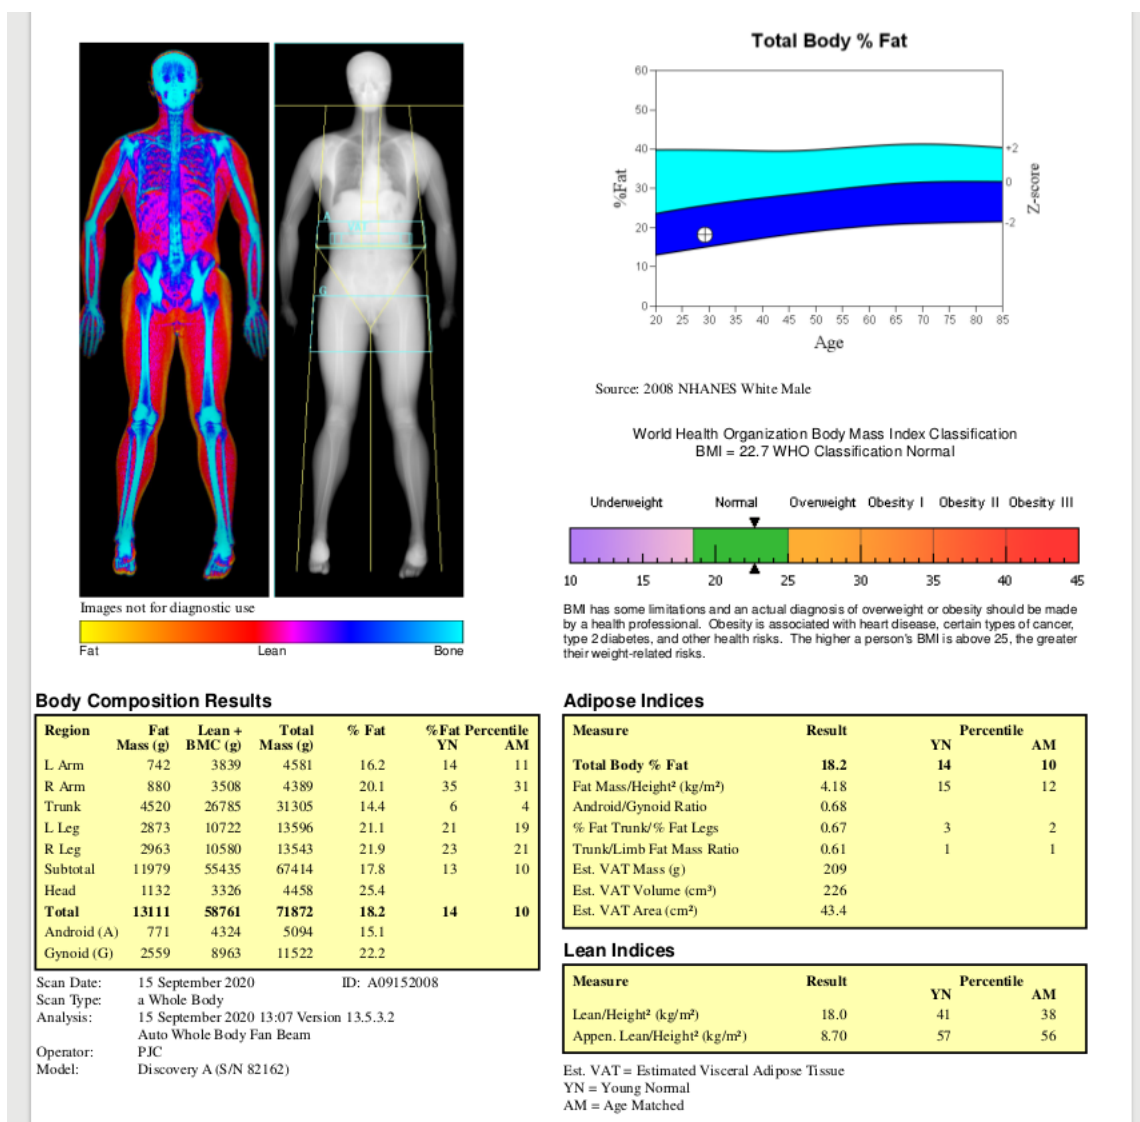 A
G
Images not for diagnostic use
Fat Lean Bone
Total Body % Fat
60
50
40
30
20
10
0
%Fat
+2
0
-2
Z-score
20 25 30 35 40 45 50 55 60 65 70 75 80 85
Age
Source: 2008 NHANES White Male
World Health Organization Body Mass Index Classification
BMI = 22.7 WHO Classification Normal
Underweight Normal Overweight Obesity I Obesity II Obesity III
10 15 20 25 30 35 40 45
BMI has some limitations and an actual diagnosis of overweight or obesity should be made
by a health professional. Obesity is associated with heart disease, certain types of cancer,
type 2 diabetes, and other health risks. The higher a person's BMI is above 25, the greater
their weight-related risks.
Body Composition Results
Region Fat Lean + Total % Fat %Fat Percentile
Mass (g) BMC (g) Mass (g) YN AM
L Arm 742 3839 4581 16.2 14 11
R Arm 880 3508 4389 20.1 35 31
Trunk 4520 26785 31305 14.4 6 4
L Leg 2873 10722 13596 21.1 21 19
R Leg 2963 10580 13543 21.9 23 21
Subtotal 11979 55435 67414 17.8 13 10
Head 1132 3326 4458 25.4
Total 13111 58761 71872 18.2 14 10
Android (A) 771 4324 5094 15.1
Gynoid (G) 2559 8963 11522 22.2
Scan Date: 15 September 2020 ID: A09152008
Scan Type: a Whole Body
Analysis: 15 September 2020 13:07 Version 13.5.3.2
Auto Whole Body Fan Beam
Operator: PJC
Model: Discovery A (S/N 82162)
Adipose Indices
Measure Result Percentile
YN AM
Total Body % Fat 18.2 14 10
Fat Mass/Height² (kg/m²) 4.18 15 12
Android/Gynoid Ratio 0.68
% Fat Trunk/% Fat Legs 0.67 3 2
Trunk/Limb Fat Mass Ratio 0.61 1 1
Est. VAT Mass (g) 209
Est. VAT Volume (cm³) 226
Est. VAT Area (cm²) 43.4
Lean Indices
Measure Result Percentile
YN AM
Lean/Height² (kg/m²) 18.0 41 38
Appen. Lean/Height² (kg/m²) 8.70 57 56
Est. VAT = Estimated Visceral Adipose Tissue
YN = Young Normal
AM = Age Matched